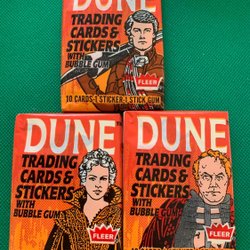 DUNE
TRADING
CARDS &
STICKERS
WITH
BUBBLE GUM
FLEER
10 CARDS·1 STICKER·1 STICK GUM
DUNE
TRADING
CARDS &
STICKERS
WITH
BUBBLE GUM
FLEER
DUNE
TRADING
CARDS &
STICKERS
WITH
BUBBLE GUM
FLEER